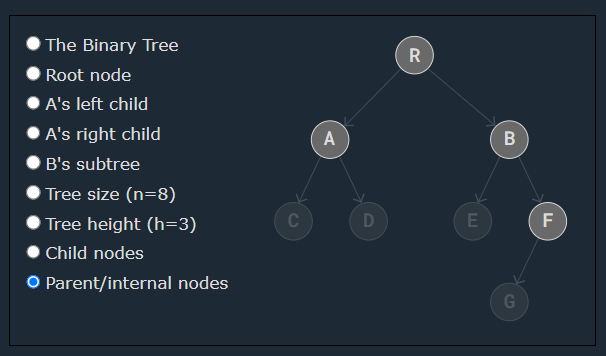 The Binary Tree
Root node
A's left child
A's right child
B's subtree
Tree size (n=8)
Tree height (h=3)
Child nodes
Parent/internal nodes
R
A B
C D E F
G